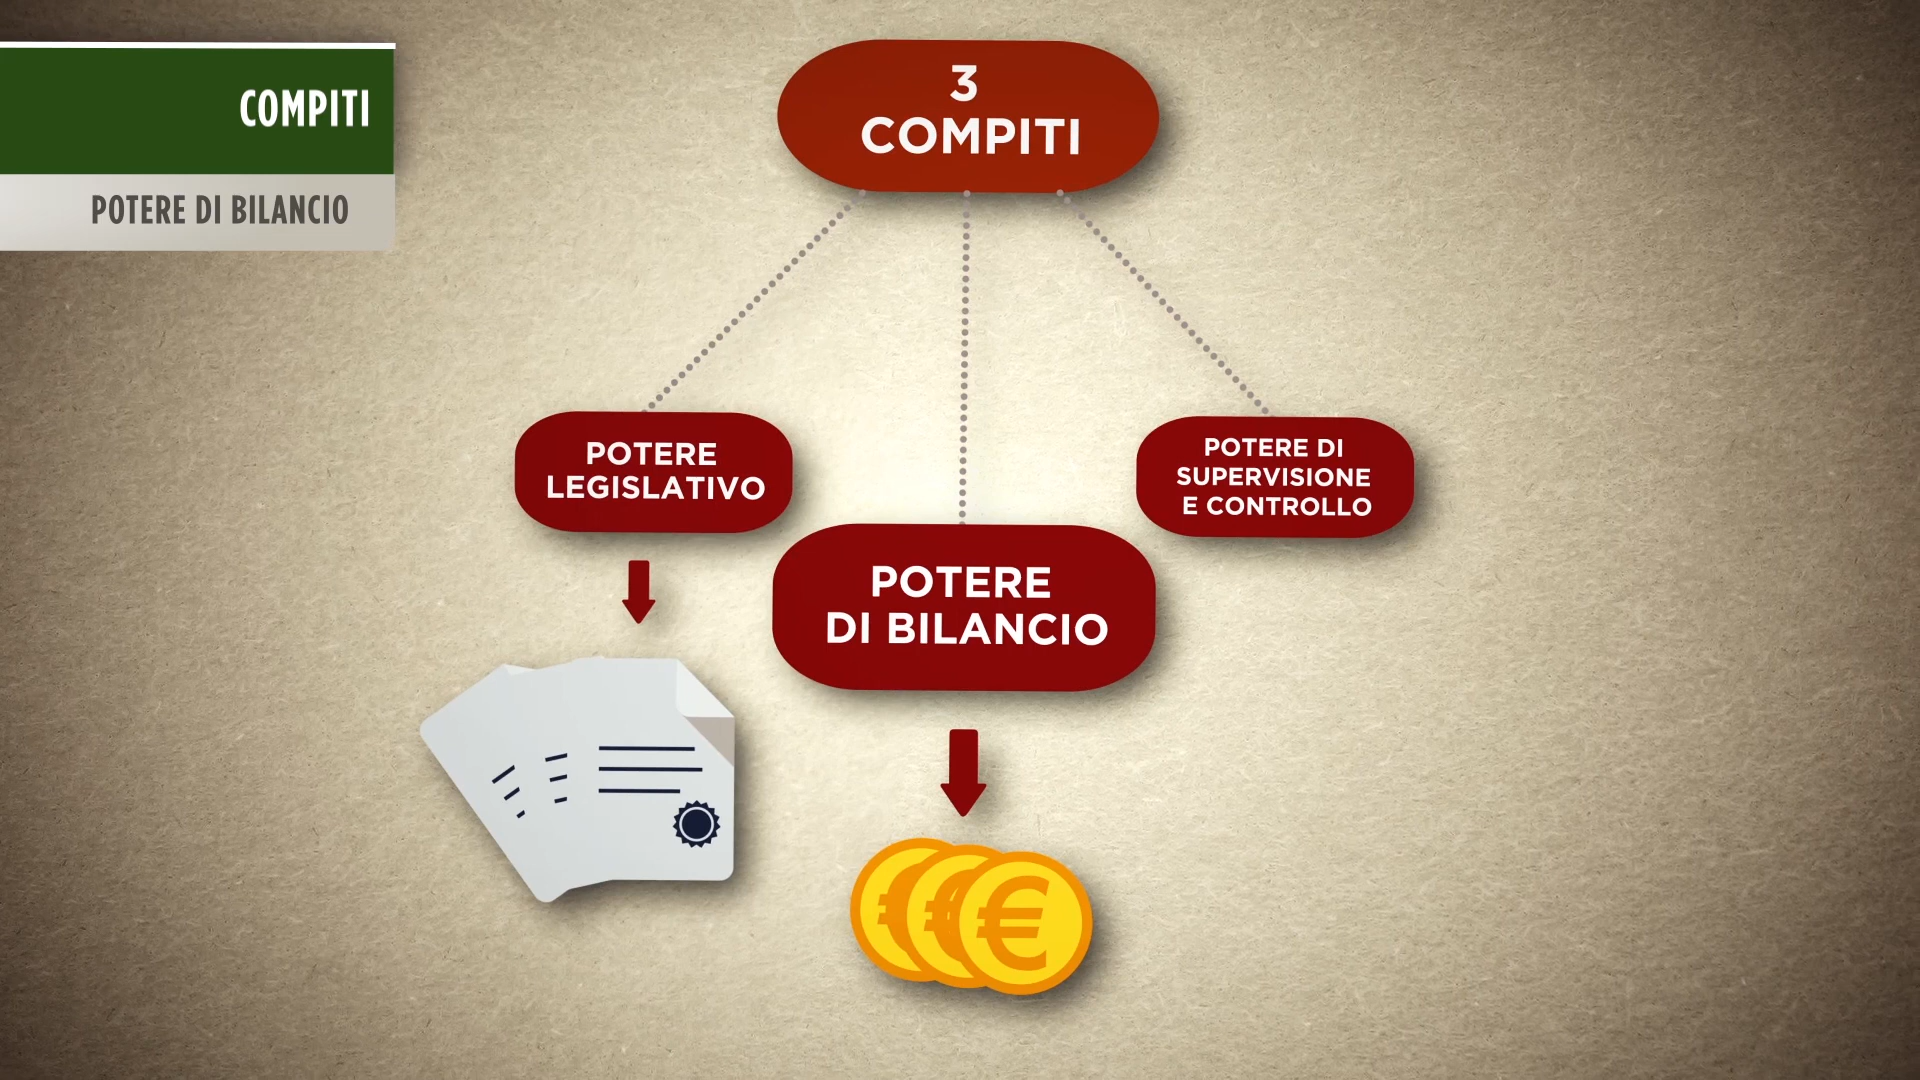 COMPITI
POTERE DI BILANCIO
3
COMPITI
POTERE
LEGISLATIVO
POTERE
DI BILANCIO
POTERE DI
SUPERVISIONE
E CONTROLLO
€ € €